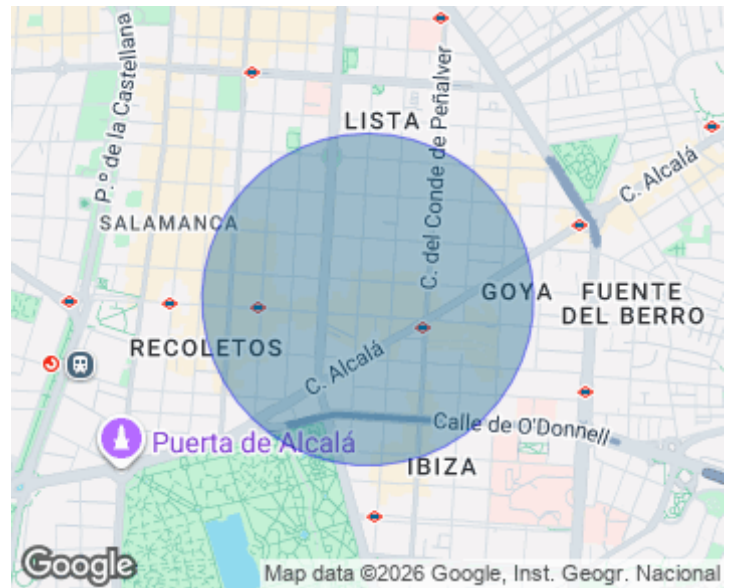 P.º de la Castellana
LISTA
C. del Conde de Peñalver
C. Alcalá
SALAMANCA
GOYA
FUENTE
DEL BERRO
RECOLETOS
C. Alcalá
Puerta de Alcalá
Calle de O'Donnell
IBIZA
Google
Map data ©2026 Google, Inst. Geogr. Nacional